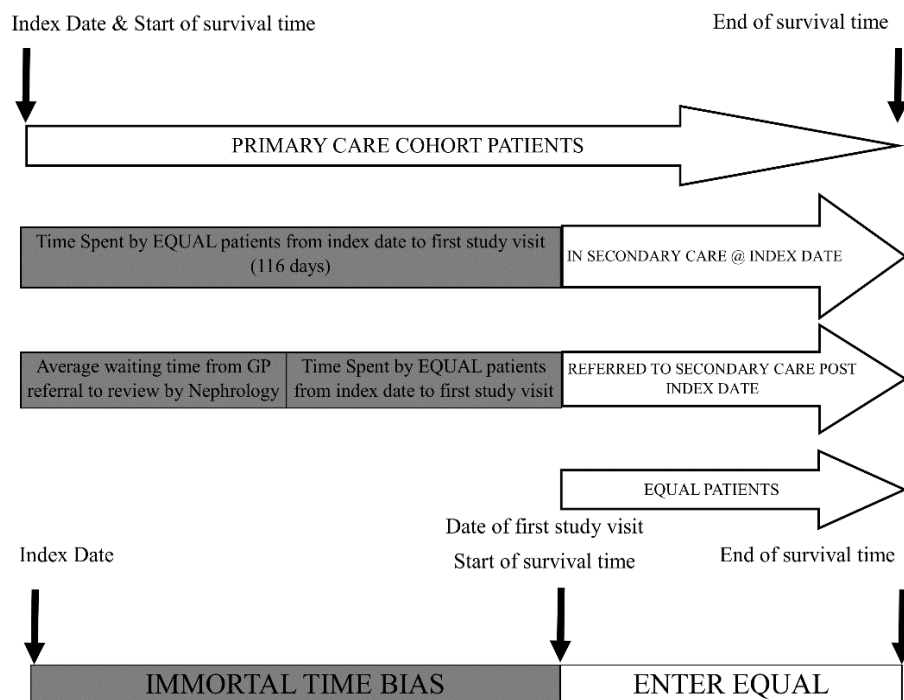 Index Date & Start of survival time
End of survival time
PRIMARY CARE COHORT PATIENTS
Time Spent by EQUAL patients from index date to first study visit
(116 days)
IN SECONDARY CARE @ INDEX DATE
Average waiting time from GP
referral to review by Nephrology
Time Spent by EQUAL patients
from index date to first study visit
REFERRED TO SECONDARY CARE POST
INDEX DATE
EQUAL PATIENTS
Date of first study visit
Index Date
Start of survival time
End of survival time
IMMORTAL TIME BIAS
ENTER EQUAL